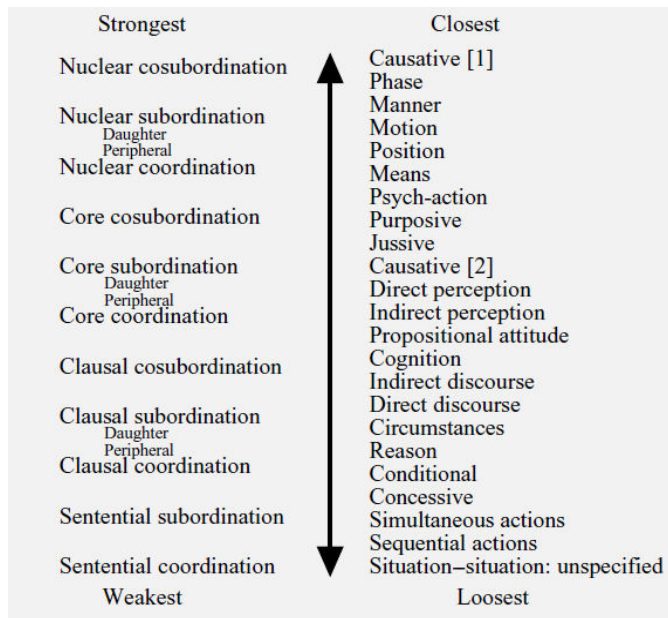 Strongest
Nuclear cosubordination
Nuclear subordination
Daughter
Peripheral
Nuclear coordination
Core cosubordination
Core subordination
Daughter
Peripheral
Core coordination
Clausal cosubordination
Clausal subordination
Daughter
Peripheral
Clausal coordination
Sentential subordination
Sentential coordination
Weakest
Closest
Causative [1]
Phase
Manner
Motion
Position
Means
Psych-action
Purposive
Jussive
Causative [2]
Direct perception
Indirect perception
Propositional attitude
Cognition
Indirect discourse
Direct discourse
Circumstances
Reason
Conditional
Concessive
Simultaneous actions
Sequential actions
Situation−situation: unspecified
Loosest